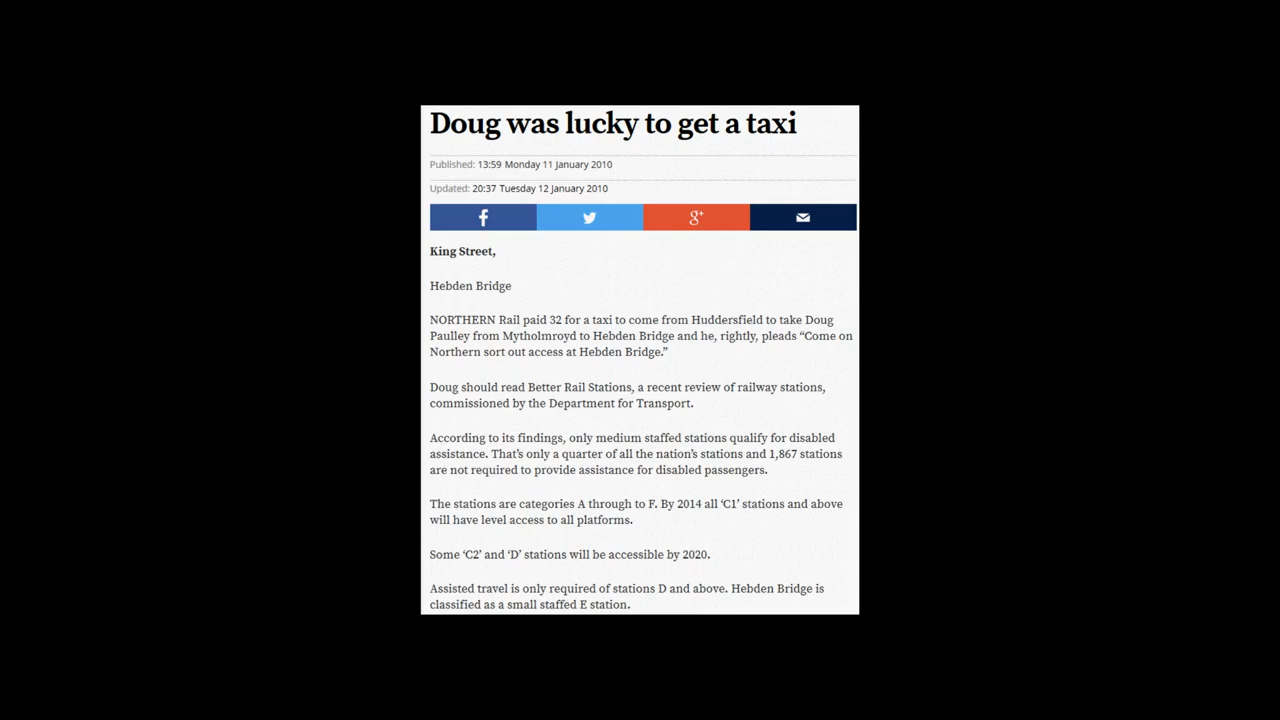 Doug was lucky to get a taxi
Published: 13:59 Monday 11 January 2010
Updated: 20:37 Tuesday 12 January 2010
f g+
King Street,
Hebden Bridge
NORTHERN Rail paid 32 for a taxi to come from Huddersfield to take Doug
Paulley from Mytholmroyd to Hebden Bridge and he, rightly, pleads “Come on
Northern sort out access at Hebden Bridge.”
Doug should read Better Rail Stations, a recent review of railway stations,
commissioned by the Department for Transport.
According to its findings, only medium staffed stations qualify for disabled
assistance. That’s only a quarter of all the nation’s stations and 1,867 stations
are not required to provide assistance for disabled passengers.
The stations are categories A through to F. By 2014 all ‘C1’ stations and above
will have level access to all platforms.
Some ‘C2’ and ‘D’ stations will be accessible by 2020.
Assisted travel is only required of stations D and above. Hebden Bridge is
classified as a small staffed E station.